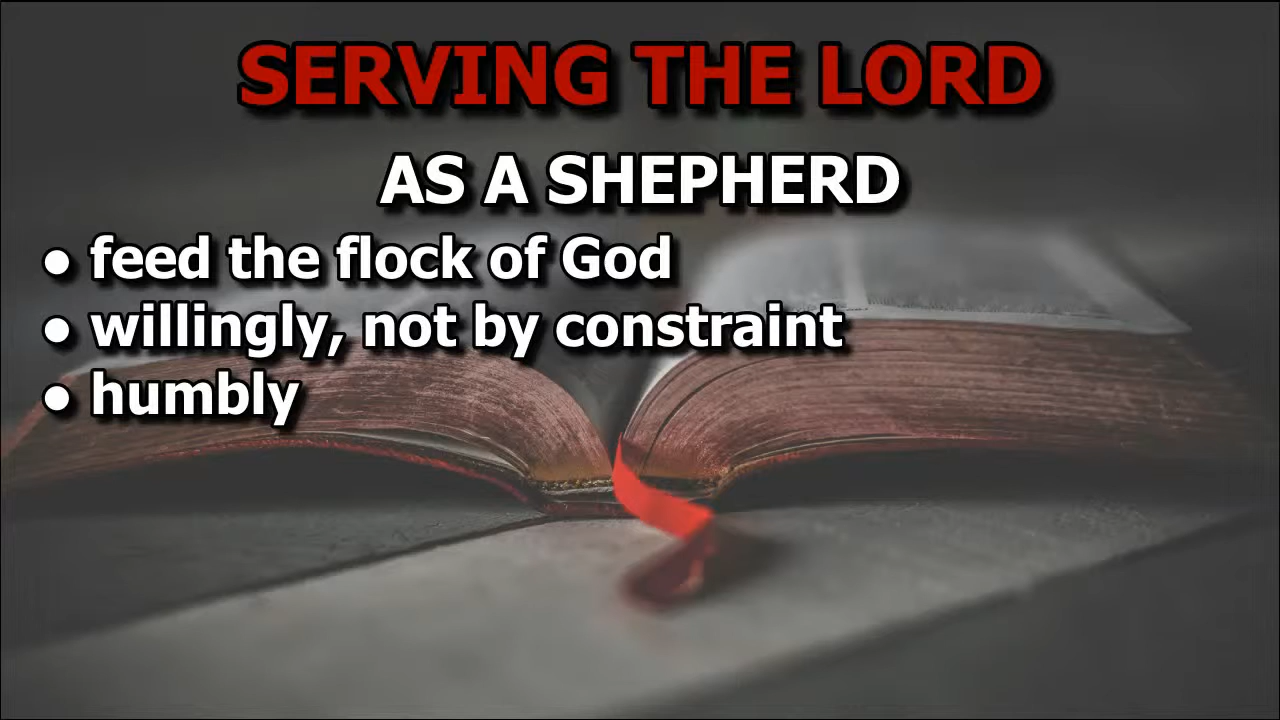 SERVING THE LORD
AS A SHEPHERD
● feed the flock of God
● willingly, not by constraint
● humbly